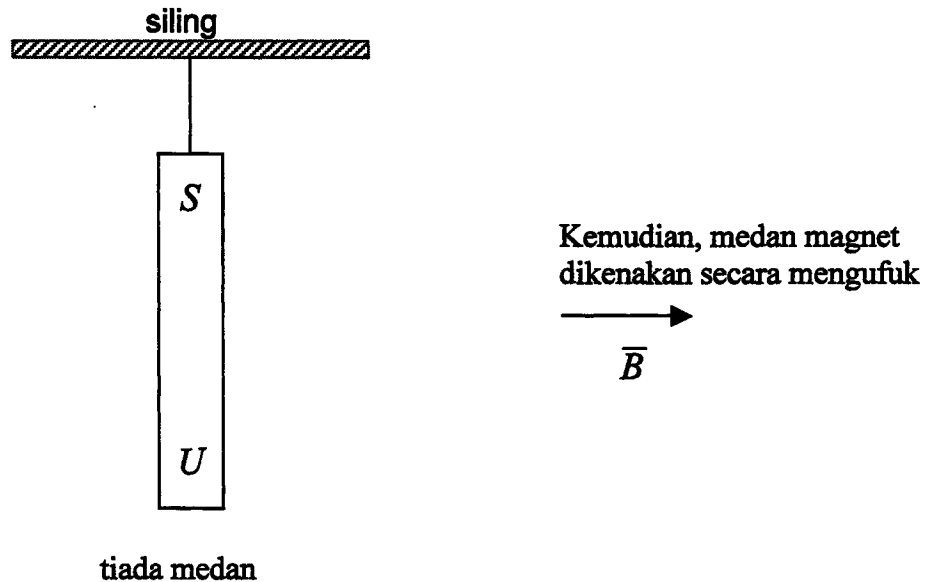 siling
S
Kemudian, medan magnet
dikenakan secara mengufuk
B̅
U
tiada medan